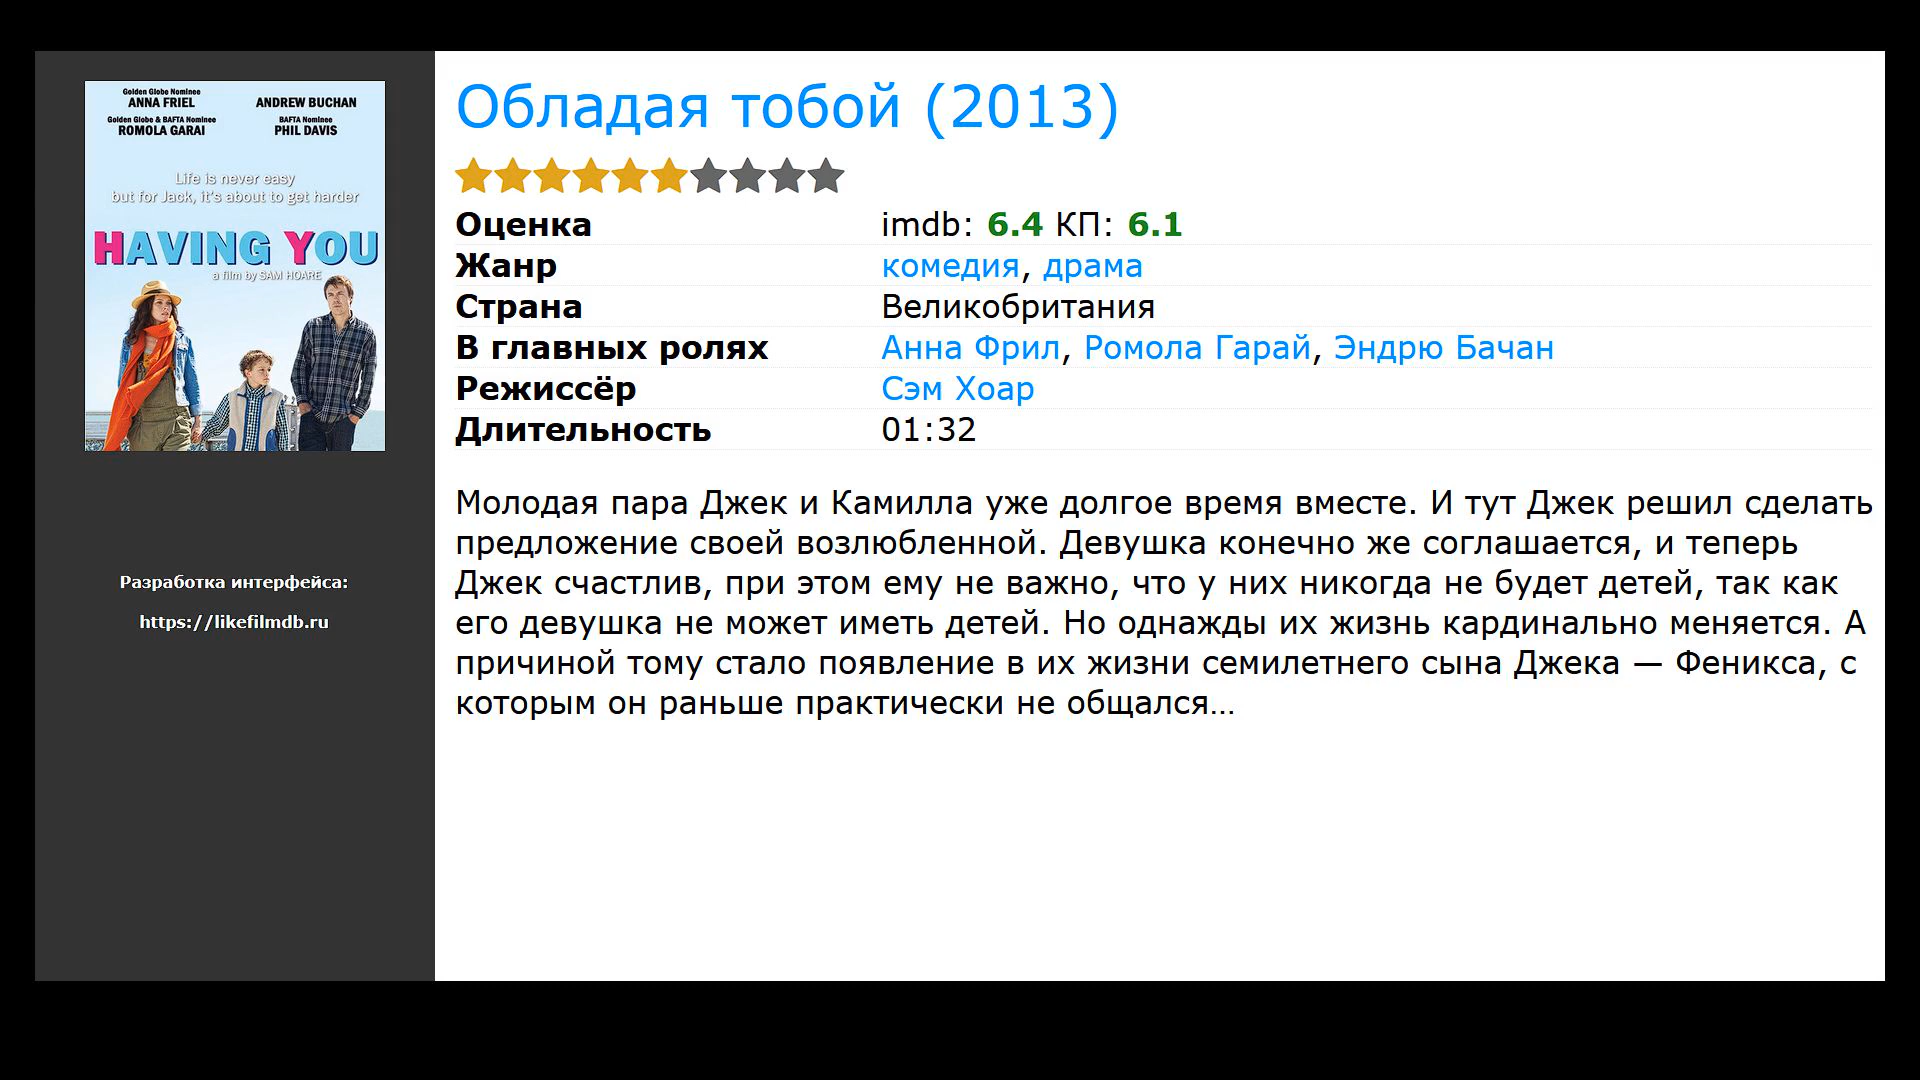 Golden Globe Nominee
ANNA FRIEL
ANDREW BUCHAN
Golden Globe & BAFTA Nominee
ROMOLA GARAI
BAFTA Nominee
PHIL DAVIS
Life is never easy
but for Jack, it's about to get harder
HAVING YOU
a film by SAM HOARE
Разработка интерфейса:
https://likefilmdb.ru
Обладая тобой (2013)
Оценка imdb: 6.4 КП: 6.1
Жанр комедия, драма
Страна Великобритания
В главных ролях Анна Фрил, Ромола Гарай, Эндрю Бачан
Режиссёр Сэм Хоар
Длительность 01:32
Молодая пара Джек и Камилла уже долгое время вместе. И тут Джек решил сделать
предложение своей возлюбленной. Девушка конечно же соглашается, и теперь
Джек счастлив, при этом ему не важно, что у них никогда не будет детей, так как
его девушка не может иметь детей. Но однажды их жизнь кардинально меняется. А
причиной тому стало появление в их жизни семилетнего сына Джека — Феникса, с
которым он раньше практически не общался…